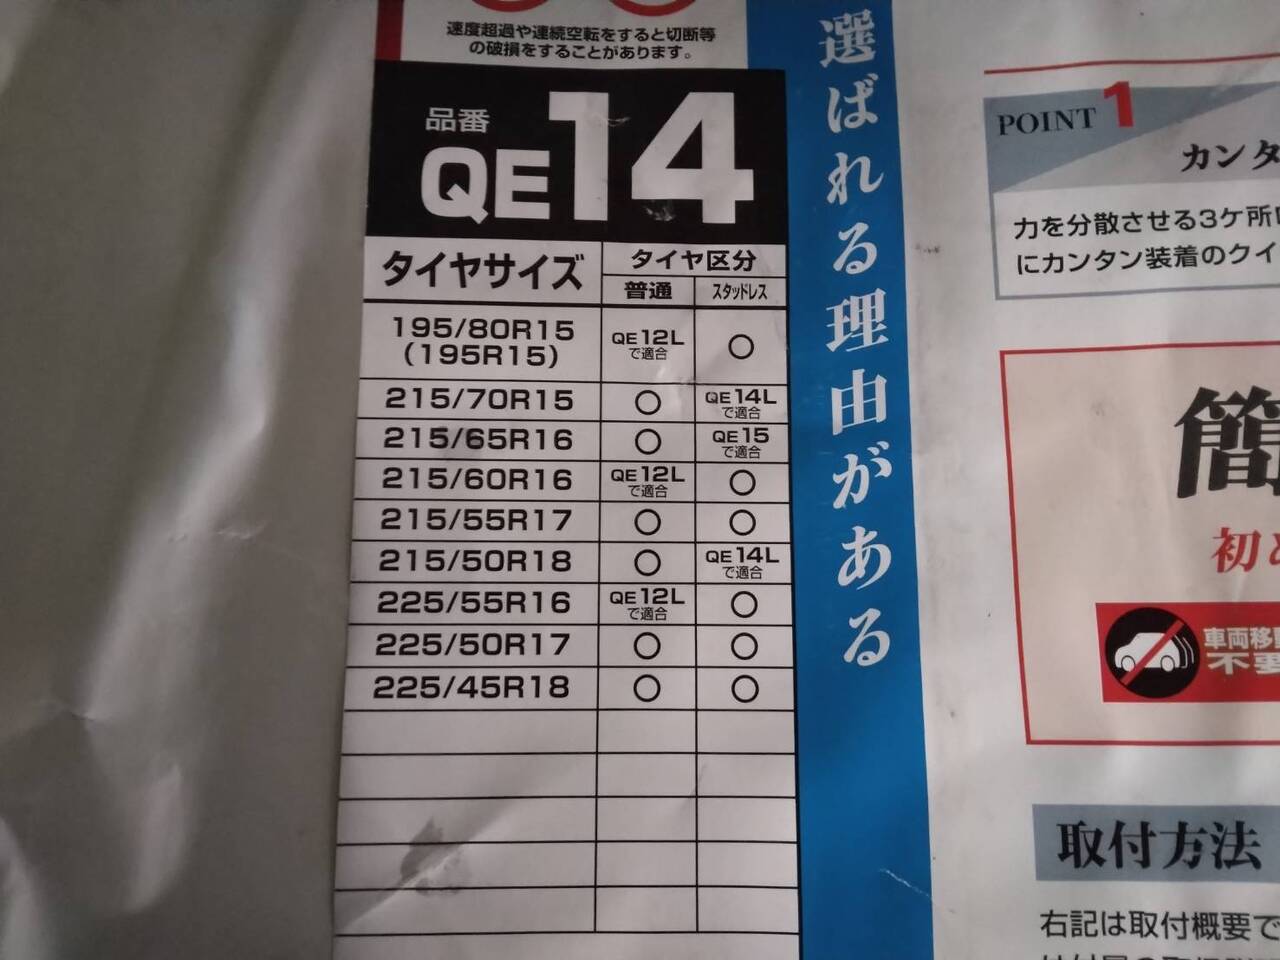 速度超過や連続空転をすると切断等
の破損をすることがあります。
品番
QE14
タイヤサイズ
タイヤ区分
普通 スタッドレス
195/80R15
(195R15)
QE12L
で適合
○
215/70R15 ○ QE14L
で適合
215/65R16 ○ QE15
で適合
215/60R16 QE12L ○
で適合
215/55R17 ○ ○
215/50R18 ○ QE14L
で適合
225/55R16 QE12L ○
で適合
225/50R17 ○ ○
225/45R18 ○ ○
選ばれる理由がある
POINT 1
カンタ
力を分散させる3ケ所
にカンタン装着のクイ
簡
初
車両移動
不要
取付方法
右記は取付概要で